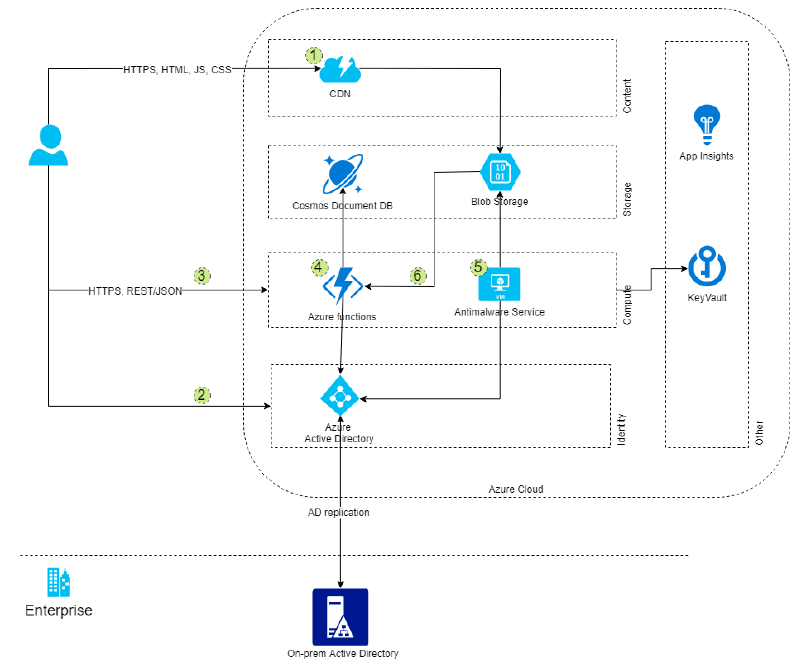 1
HTTPS, HTML, JS, CSS
CDN
Content
App Insights
10
01
Cosmos Document DB
Blob Storage
Storage
3
4
6
5
HTTPS, REST/JSON
VM
Azure functions
Antimalware Service
Compute
KeyVault
2
Azure
Active Directory
Identity
Other
Azure Cloud
AD replication
Enterprise
On-prem Active Directory